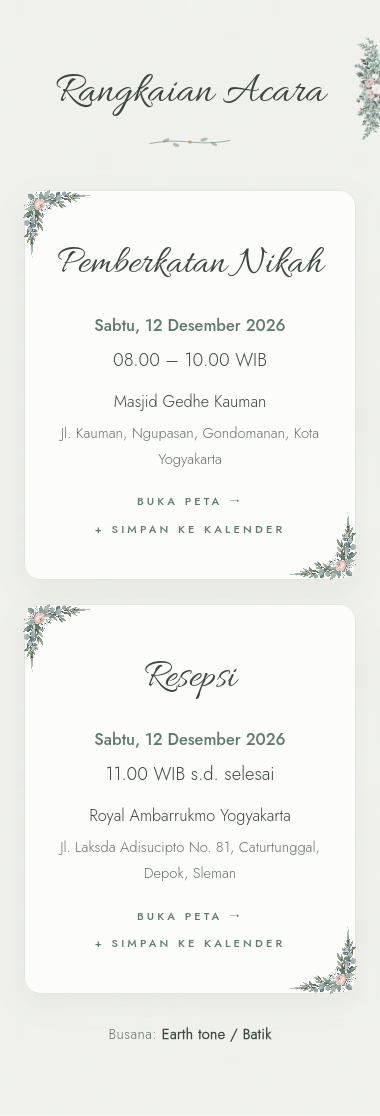 Rangkaian Acara
Pemberkatan Nikah
Sabtu, 12 Desember 2026
08.00 – 10.00 WIB
Masjid Gedhe Kauman
Jl. Kauman, Ngupasan, Gondomanan, Kota
Yogyakarta
BUKA PETA →
+ SIMPAN KE KALENDER
Resepsi
Sabtu, 12 Desember 2026
11.00 WIB s.d. selesai
Royal Ambarrukmo Yogyakarta
Jl. Laksda Adisucipto No. 81, Caturtunggal,
Depok, Sleman
BUKA PETA →
+ SIMPAN KE KALENDER
Busana: Earth tone / Batik